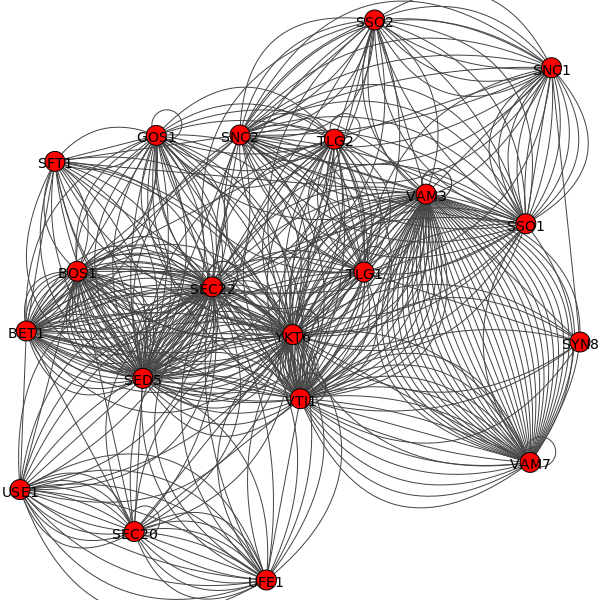 SSO2
SNC1
GOS1
SNC2
TLG2
SFT1
VAM3
SSO1
BOS1
TLG1
SEC22
BET1
YKT6
SYN8
SED5
VTI1
VAM7
USE1
SEC20
UFE1